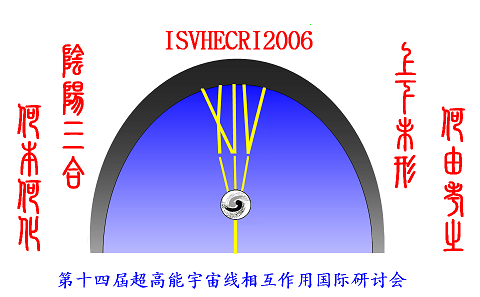 ISVHECRI2006
上下未形
何由考之
陰陽三合
何本何化
第十四届超高能宇宙线相互作用国际研讨会